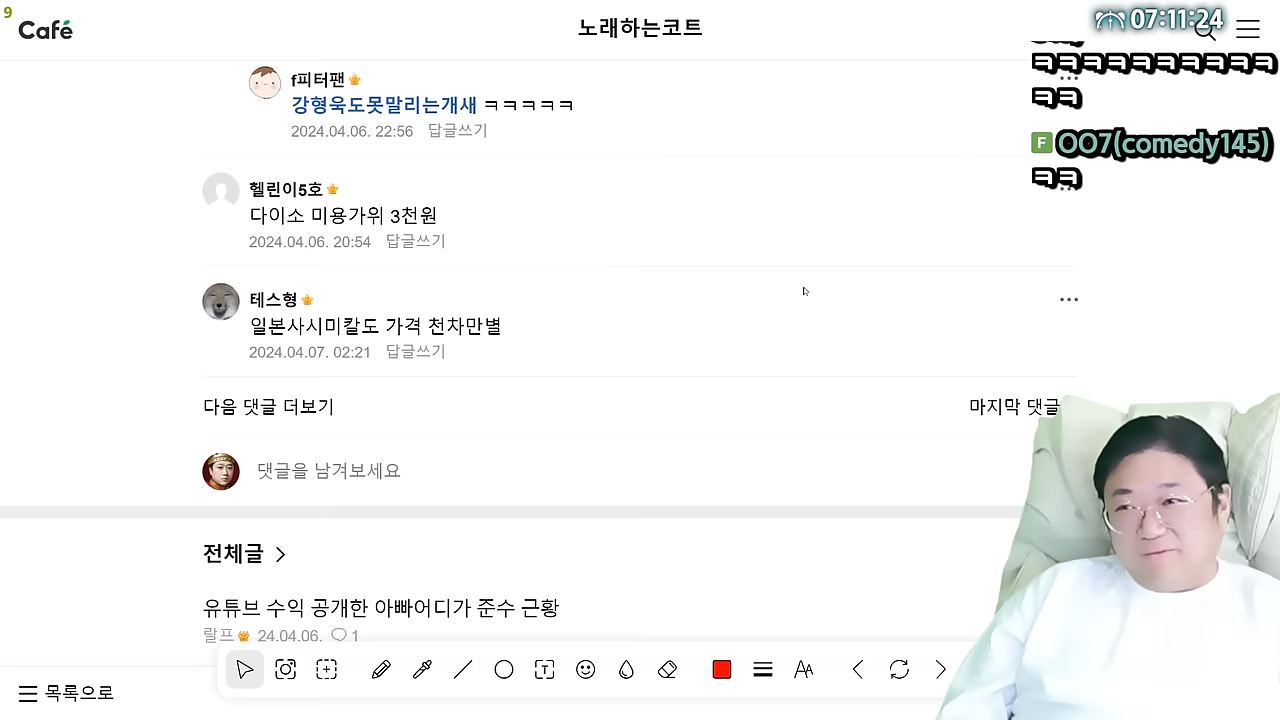 9
Café
노래하는코트
07:11:24
ㅋㅋㅋㅋㅋㅋㅋㅋㅋㅋ
ㅋㅋ
F OO7(comedy145)
ㅋㅋ
f피터팬
강형욱도못말리는개새 ㅋㅋㅋㅋㅋ
2024.04.06. 22:56 답글쓰기
헬린이5호
다이소 미용가위 3천원
2024.04.06. 20:54 답글쓰기
테스형
일본사시미칼도 가격 천차만별
2024.04.07. 02:21 답글쓰기
다음 댓글 더보기
마지막 댓글
댓글을 남겨보세요
전체글
유튜브 수익 공개한 아빠어디가 준수 근황
랄프 24.04.06. 1
목록으로